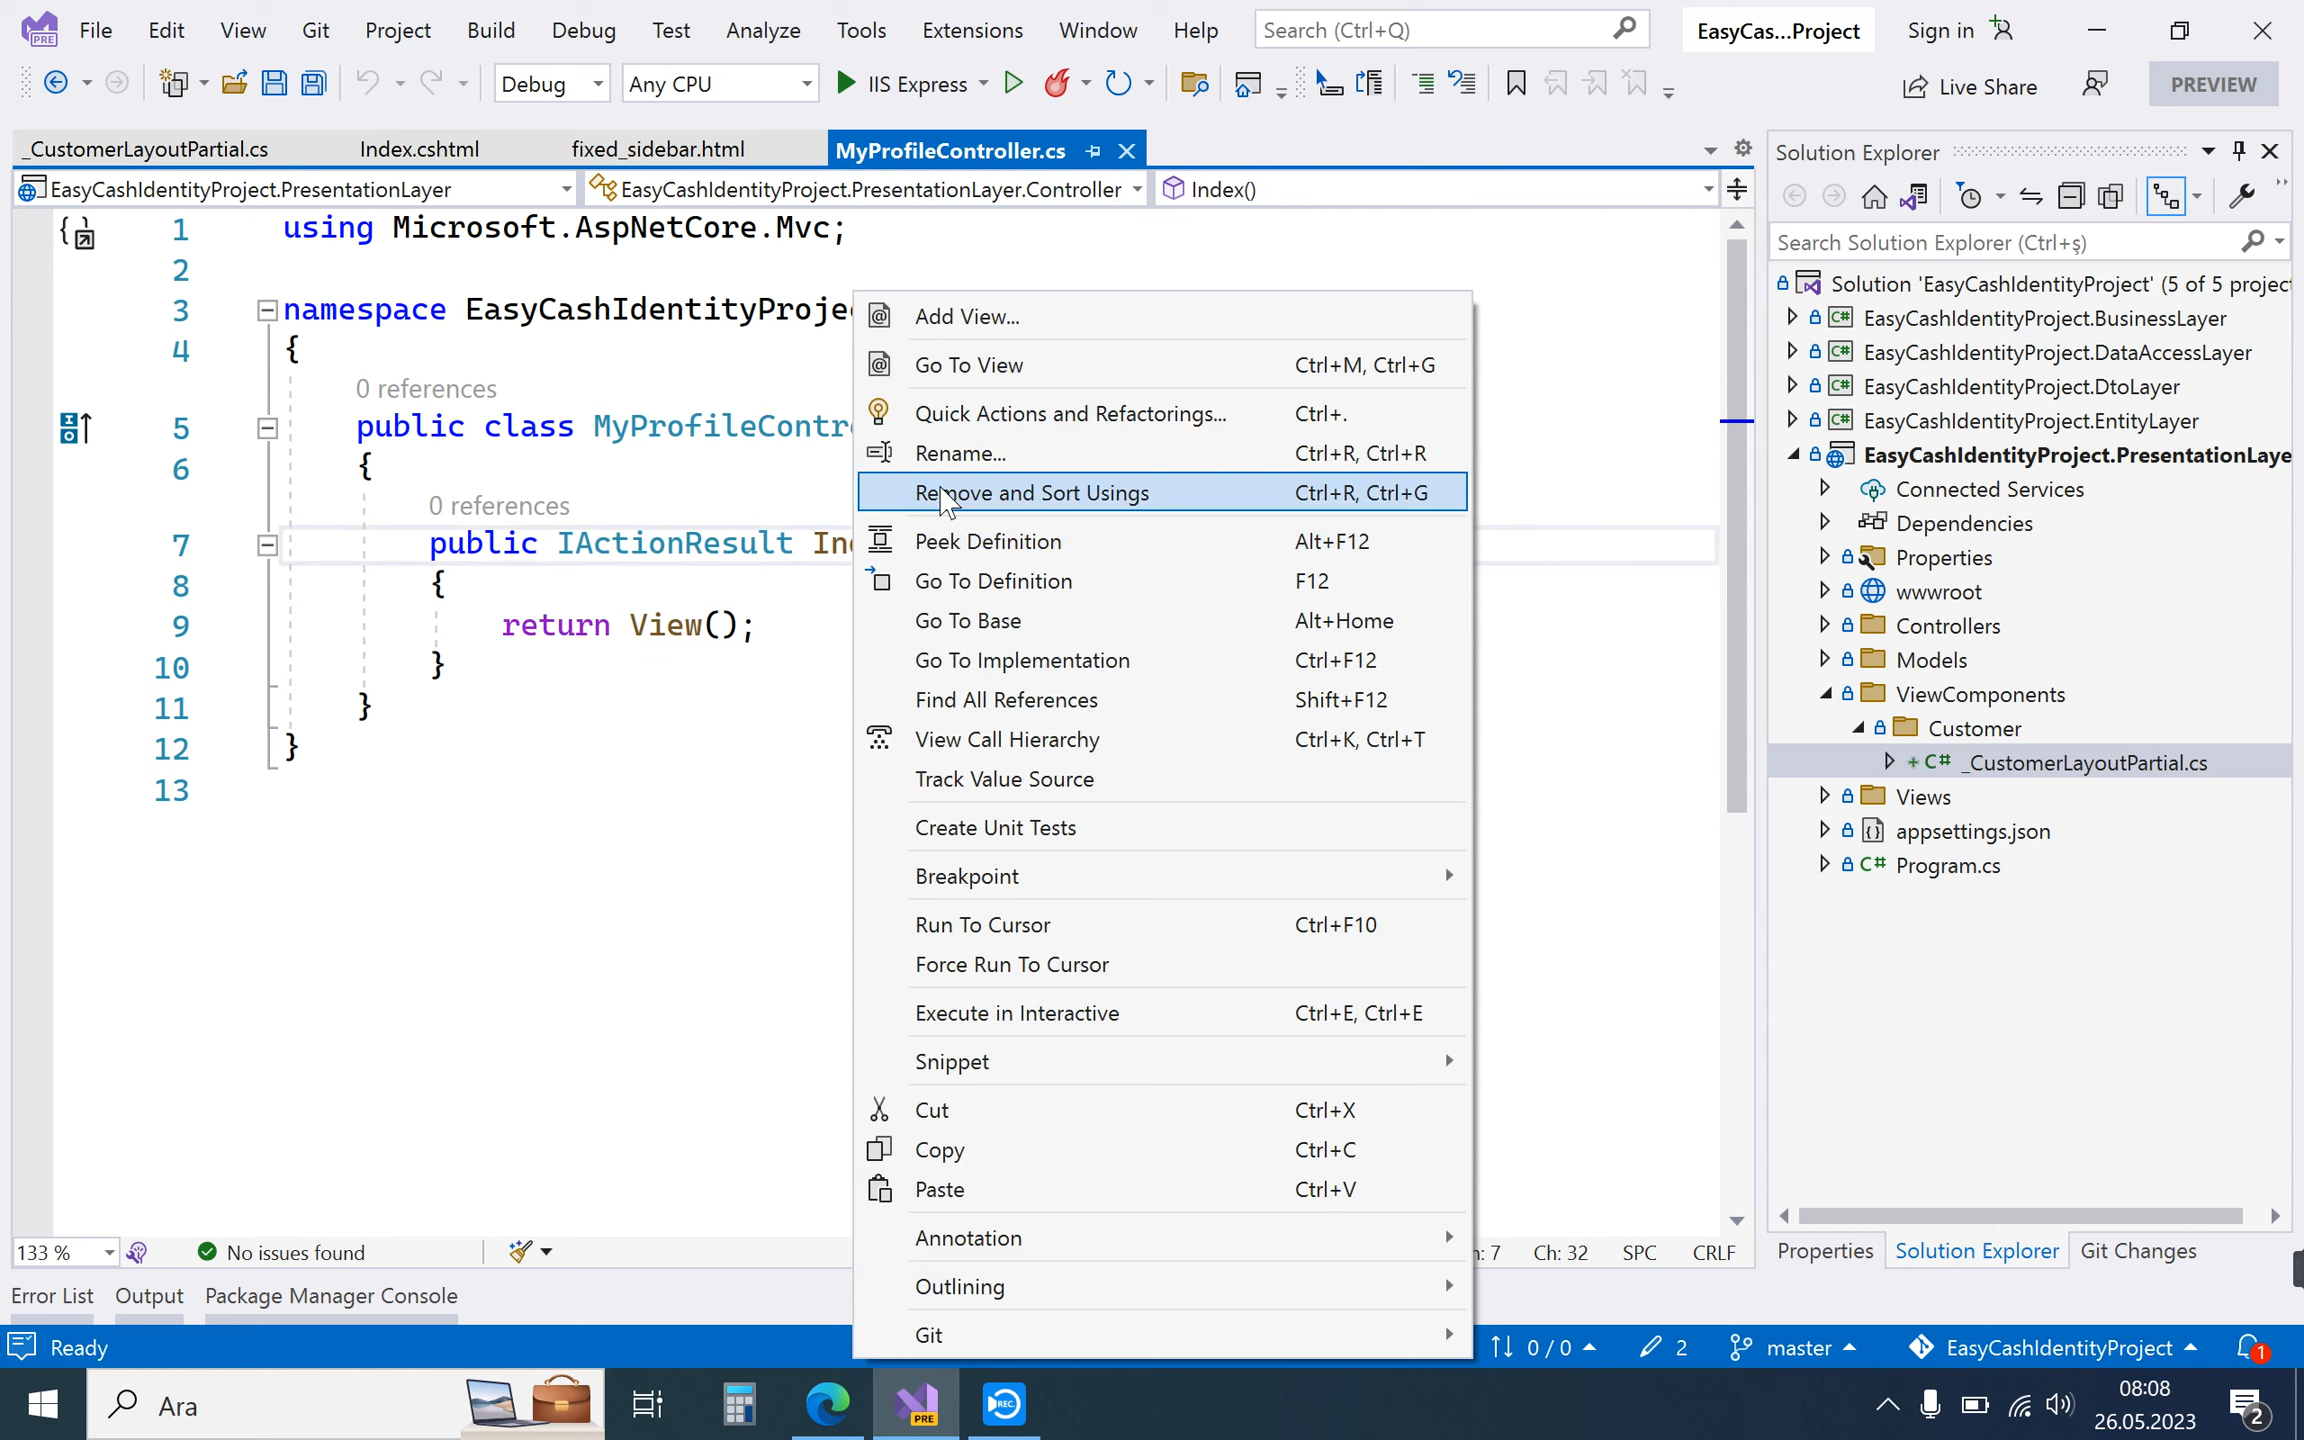 PRE File Edit View Git Project Build Debug Test Analyze Tools Extensions Window Help Search (Ctrl+Q) EasyCas...Project Sign in
Debug Any CPU IIS Express Live Share PREVIEW
_CustomerLayoutPartial.cs Index.cshtml fixed_sidebar.html MyProfileController.cs
EasyCashIdentityProject.PresentationLayer EasyCashIdentityProject.PresentationLayer.Controller Index()
1 using Microsoft.AspNetCore.Mvc;
2
3 namespace EasyCashIdentityProje
4 {
0 references
5 public class MyProfileContr
6 {
0 references
7 public IActionResult In
8 {
9 return View();
10 }
11 }
12 }
13
Add View...
Go To View Ctrl+M, Ctrl+G
Quick Actions and Refactorings... Ctrl+.
Rename... Ctrl+R, Ctrl+R
Remove and Sort Usings Ctrl+R, Ctrl+G
Peek Definition Alt+F12
Go To Definition F12
Go To Base Alt+Home
Go To Implementation Ctrl+F12
Find All References Shift+F12
View Call Hierarchy Ctrl+K, Ctrl+T
Track Value Source
Create Unit Tests
Breakpoint
Run To Cursor Ctrl+F10
Force Run To Cursor
Execute in Interactive Ctrl+E, Ctrl+E
Snippet
Cut Ctrl+X
Copy Ctrl+C
Paste Ctrl+V
Annotation
Outlining
Git
Solution Explorer
Search Solution Explorer (Ctrl+ş)
Solution 'EasyCashIdentityProject' (5 of 5 project
C# EasyCashIdentityProject.BusinessLayer
C# EasyCashIdentityProject.DataAccessLayer
C# EasyCashIdentityProject.DtoLayer
C# EasyCashIdentityProject.EntityLayer
EasyCashIdentityProject.PresentationLaye
Connected Services
Dependencies
Properties
wwwroot
Controllers
Models
ViewComponents
Customer
+ C# _CustomerLayoutPartial.cs
Views
appsettings.json
C# Program.cs
133 % No issues found : 7 Ch: 32 SPC CRLF
Properties Solution Explorer Git Changes
Error List Output Package Manager Console
Ready 0 / 0 2 master EasyCashIdentityProject 1
Ara PRE REC 08:08
26.05.2023 2